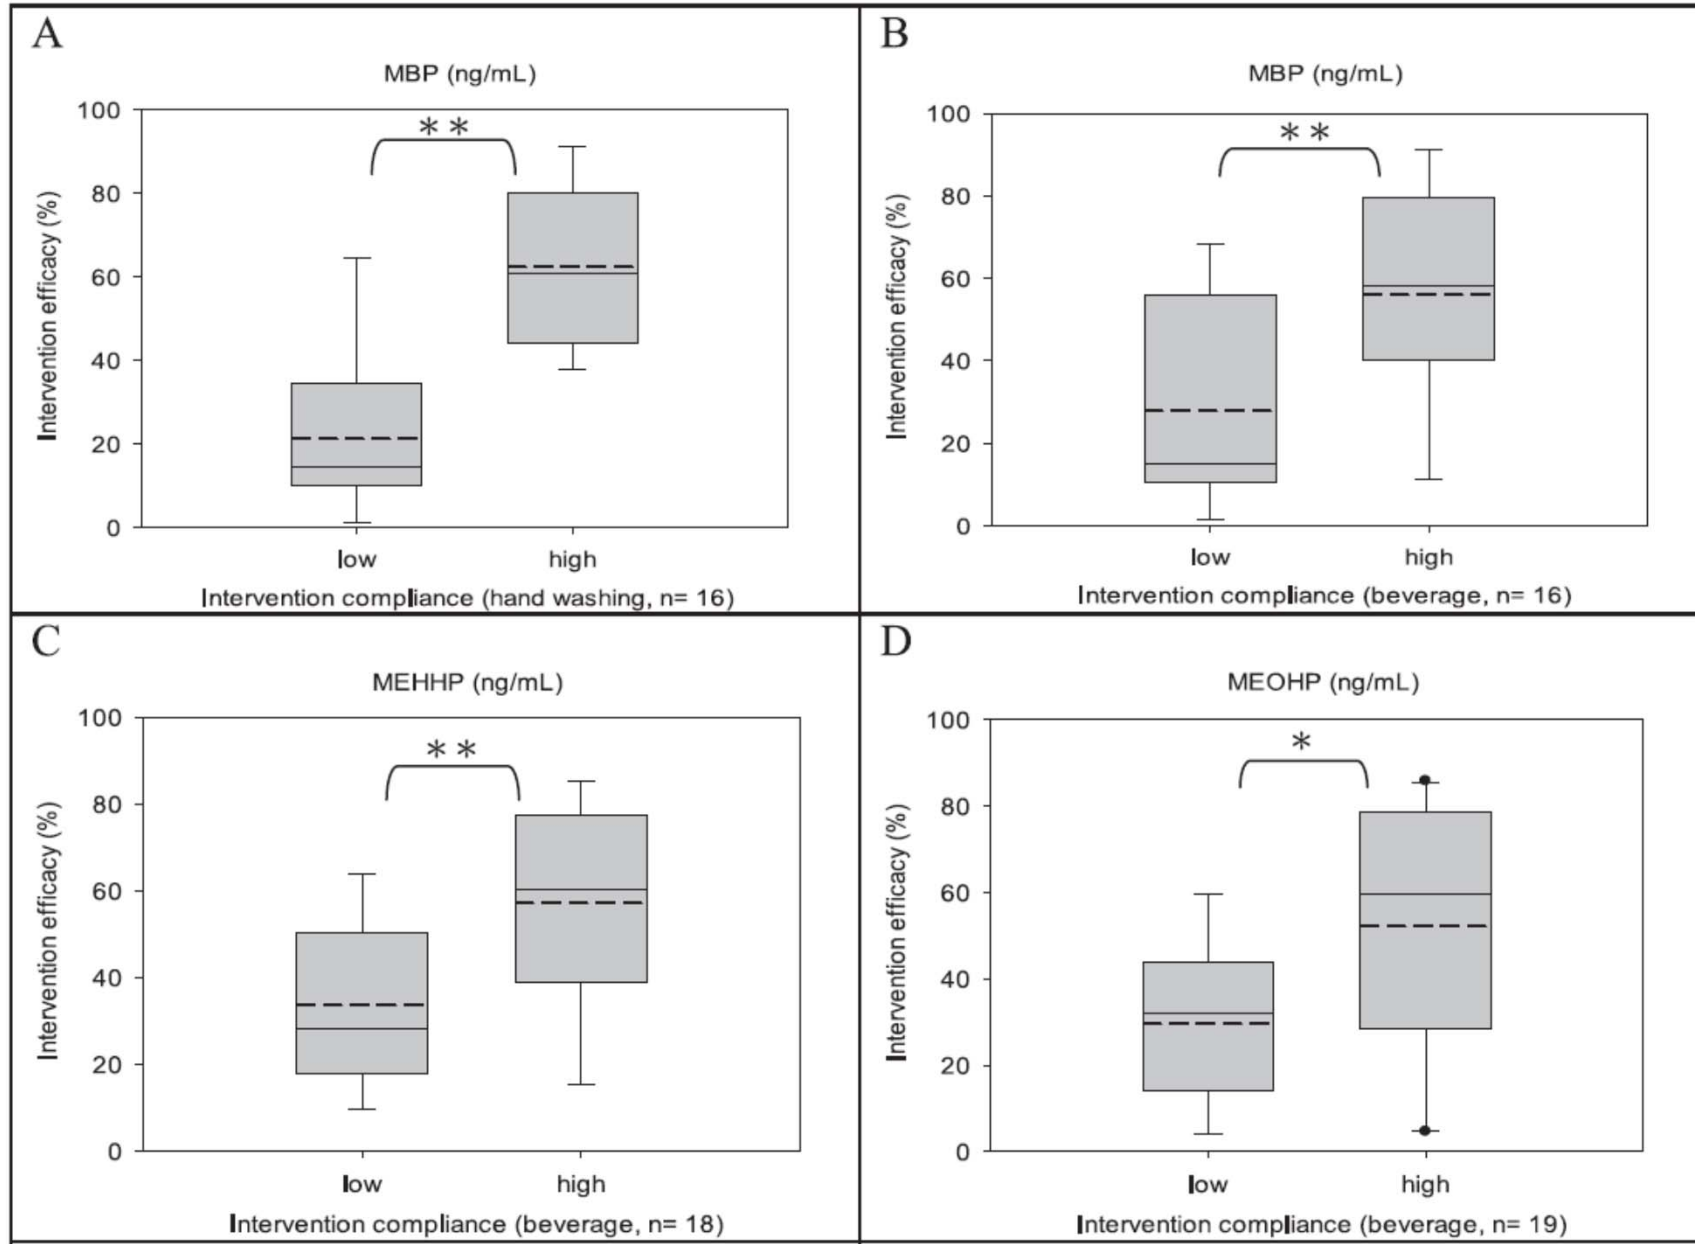 A
MBP (ng/mL)
**
Intervention efficacy (%)
100
80
60
40
20
0
low high
Intervention compliance (hand washing, n= 16)
B
MBP (ng/mL)
**
Intervention efficacy (%)
100
80
60
40
20
0
low high
Intervention compliance (beverage, n= 16)
C
MEHHP (ng/mL)
**
Intervention efficacy (%)
100
80
60
40
20
0
low high
Intervention compliance (beverage, n= 18)
D
MEOHP (ng/mL)
*
Intervention efficacy (%)
100
80
60
40
20
0
low high
Intervention compliance (beverage, n= 19)